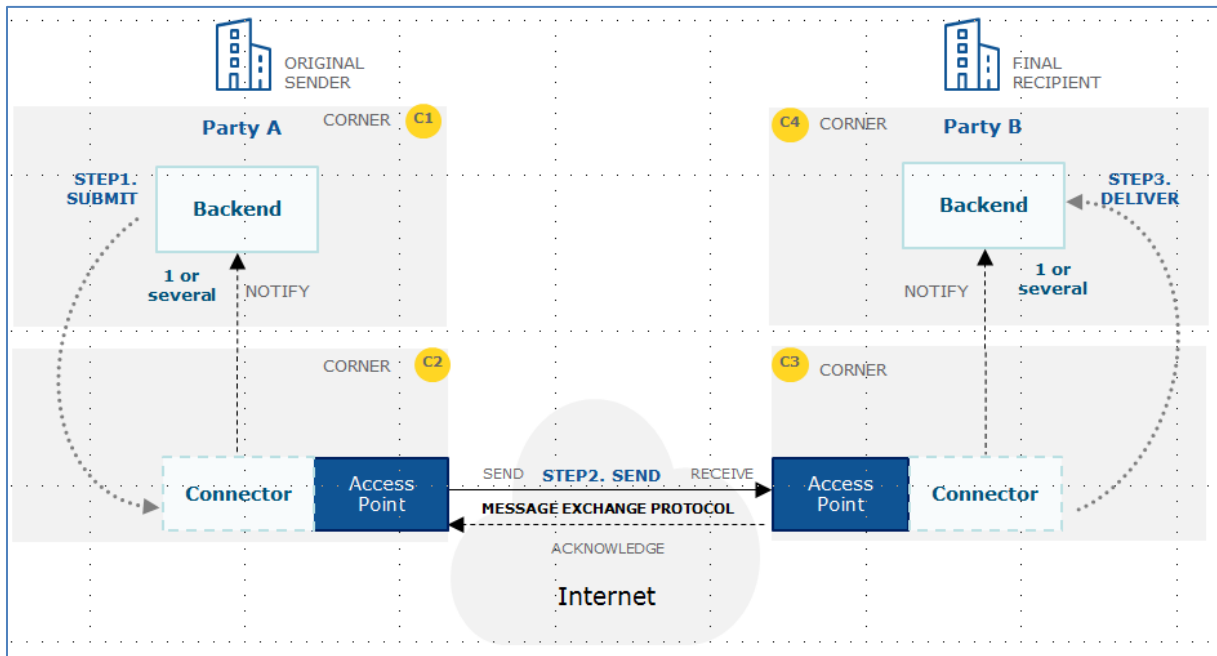 ORIGINAL
SENDER
FINAL
RECIPIENT
Party A
CORNER
C1
C4
CORNER
Party B
STEP1.
SUBMIT
Backend
1 or
several
NOTIFY
Backend
STEP3.
DELIVER
NOTIFY
1 or
several
CORNER
C2
C3
CORNER
Connector
Access
Point
SEND
STEP2. SEND
RECEIVE
MESSAGE EXCHANGE PROTOCOL
ACKNOWLEDGE
Internet
Access
Point
Connector